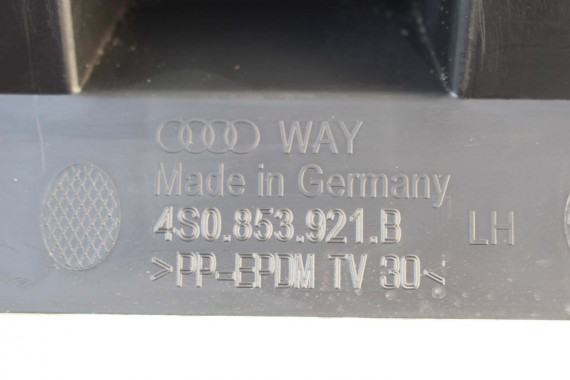 WAY
Made in Germany
4S0.853.921.B LH
>PP-EPDM TV 30<